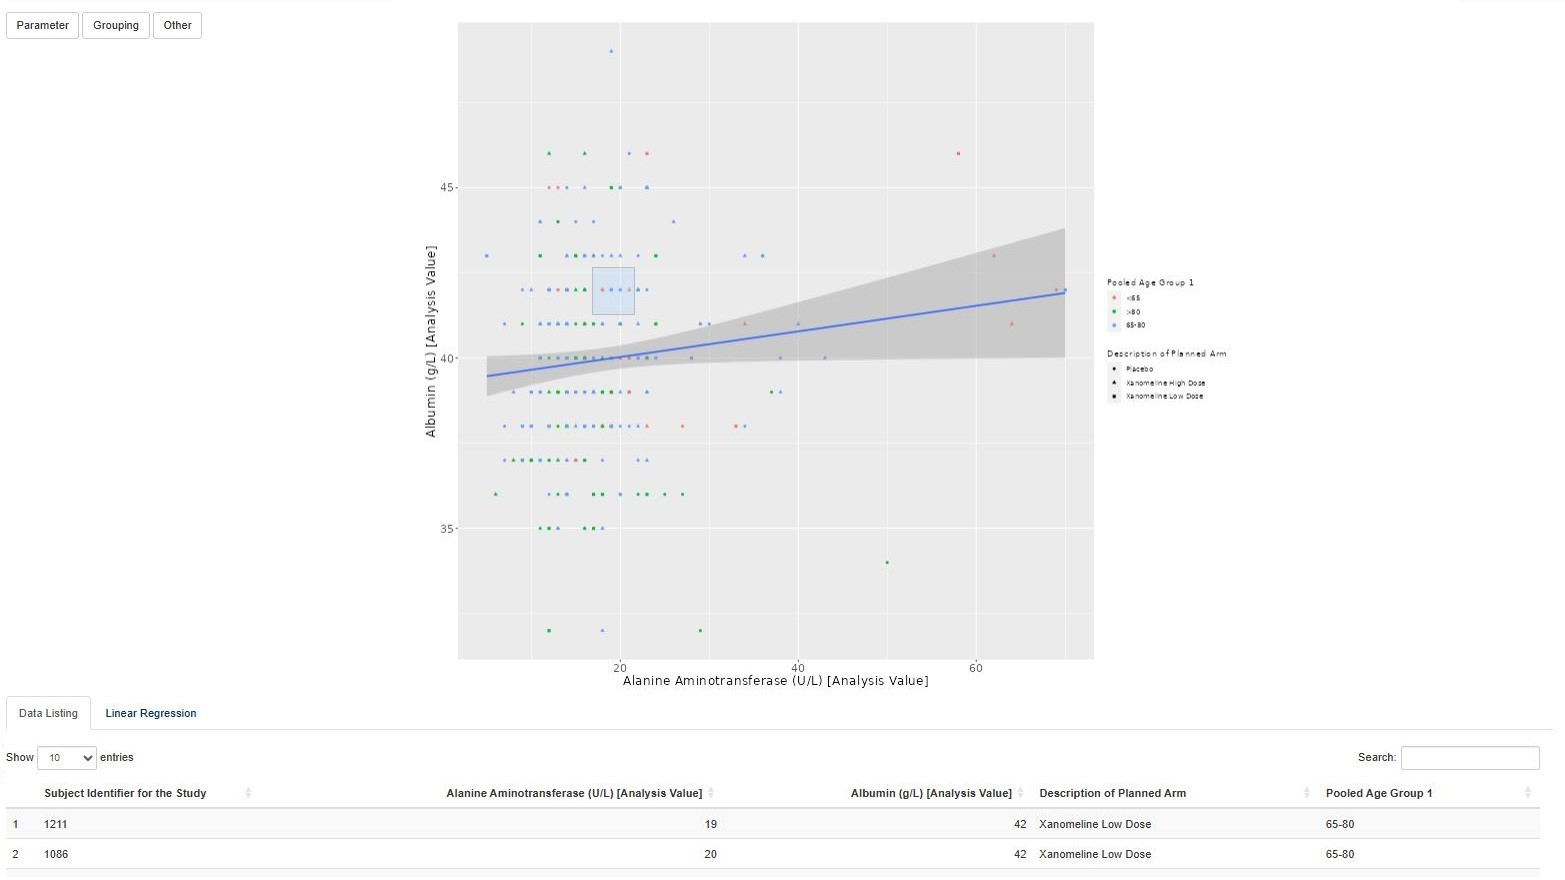 Parameter Grouping Other
45
40
35
Albumin (g/L) [Analysis Value]
20 40 60
Alanine Aminotransferase (U/L) [Analysis Value]
Pooled Age Group 1
<65
>80
65-80
Description of Planned Arm
Placebo
Xanomeline High Dose
Xanomeline Low Dose
Data Listing Linear Regression
Show 10 entries Search:
Subject Identifier for the Study Alanine Aminotransferase (U/L) [Analysis Value] Albumin (g/L) [Analysis Value] Description of Planned Arm Pooled Age Group 1
1 1211 19 42 Xanomeline Low Dose 65-80
2 1086 20 42 Xanomeline Low Dose 65-80